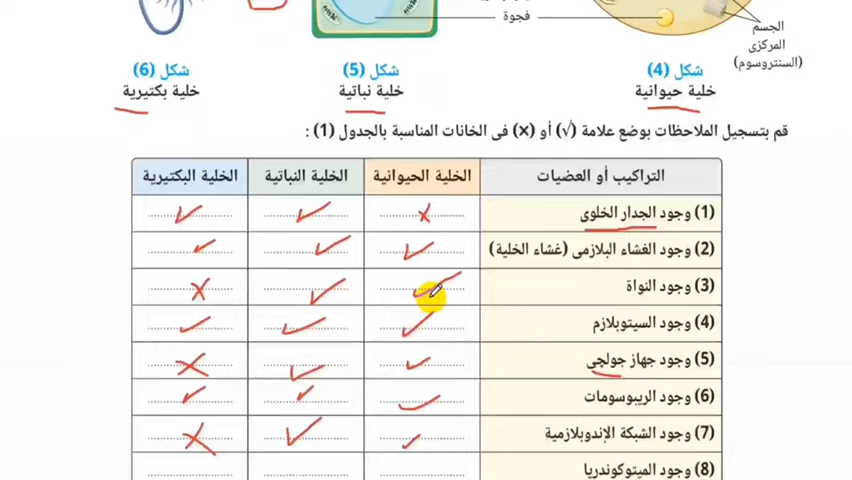 فجوة
الجسم
المركزى
(السنتروسوم)
شكل (4)
خلية حيوانية
شكل (5)
خلية نباتية
شكل (6)
خلية بكتيرية
قم بتسجيل الملاحظات بوضع علامة (√) أو (×) فى الخانات المناسبة بالجدول (1) :
التراكيب أو العضيات الخلية الحيوانية الخلية النباتية الخلية البكتيرية
(1) وجود الجدار الخلوى × ✓ ✓
(2) وجود الغشاء البلازمى (غشاء الخلية) ✓ ✓ ✓
(3) وجود النواة ✓ ✓ ×
(4) وجود السيتوبلازم ✓ ✓ ✓
(5) وجود جهاز جولچى ✓ ✓ ×
(6) وجود الريبوسومات ✓ ✓ ✓
(7) وجود الشبكة الإندوبلازمية ✓ ✓ ×
(8) وجود الميتوكوندريا